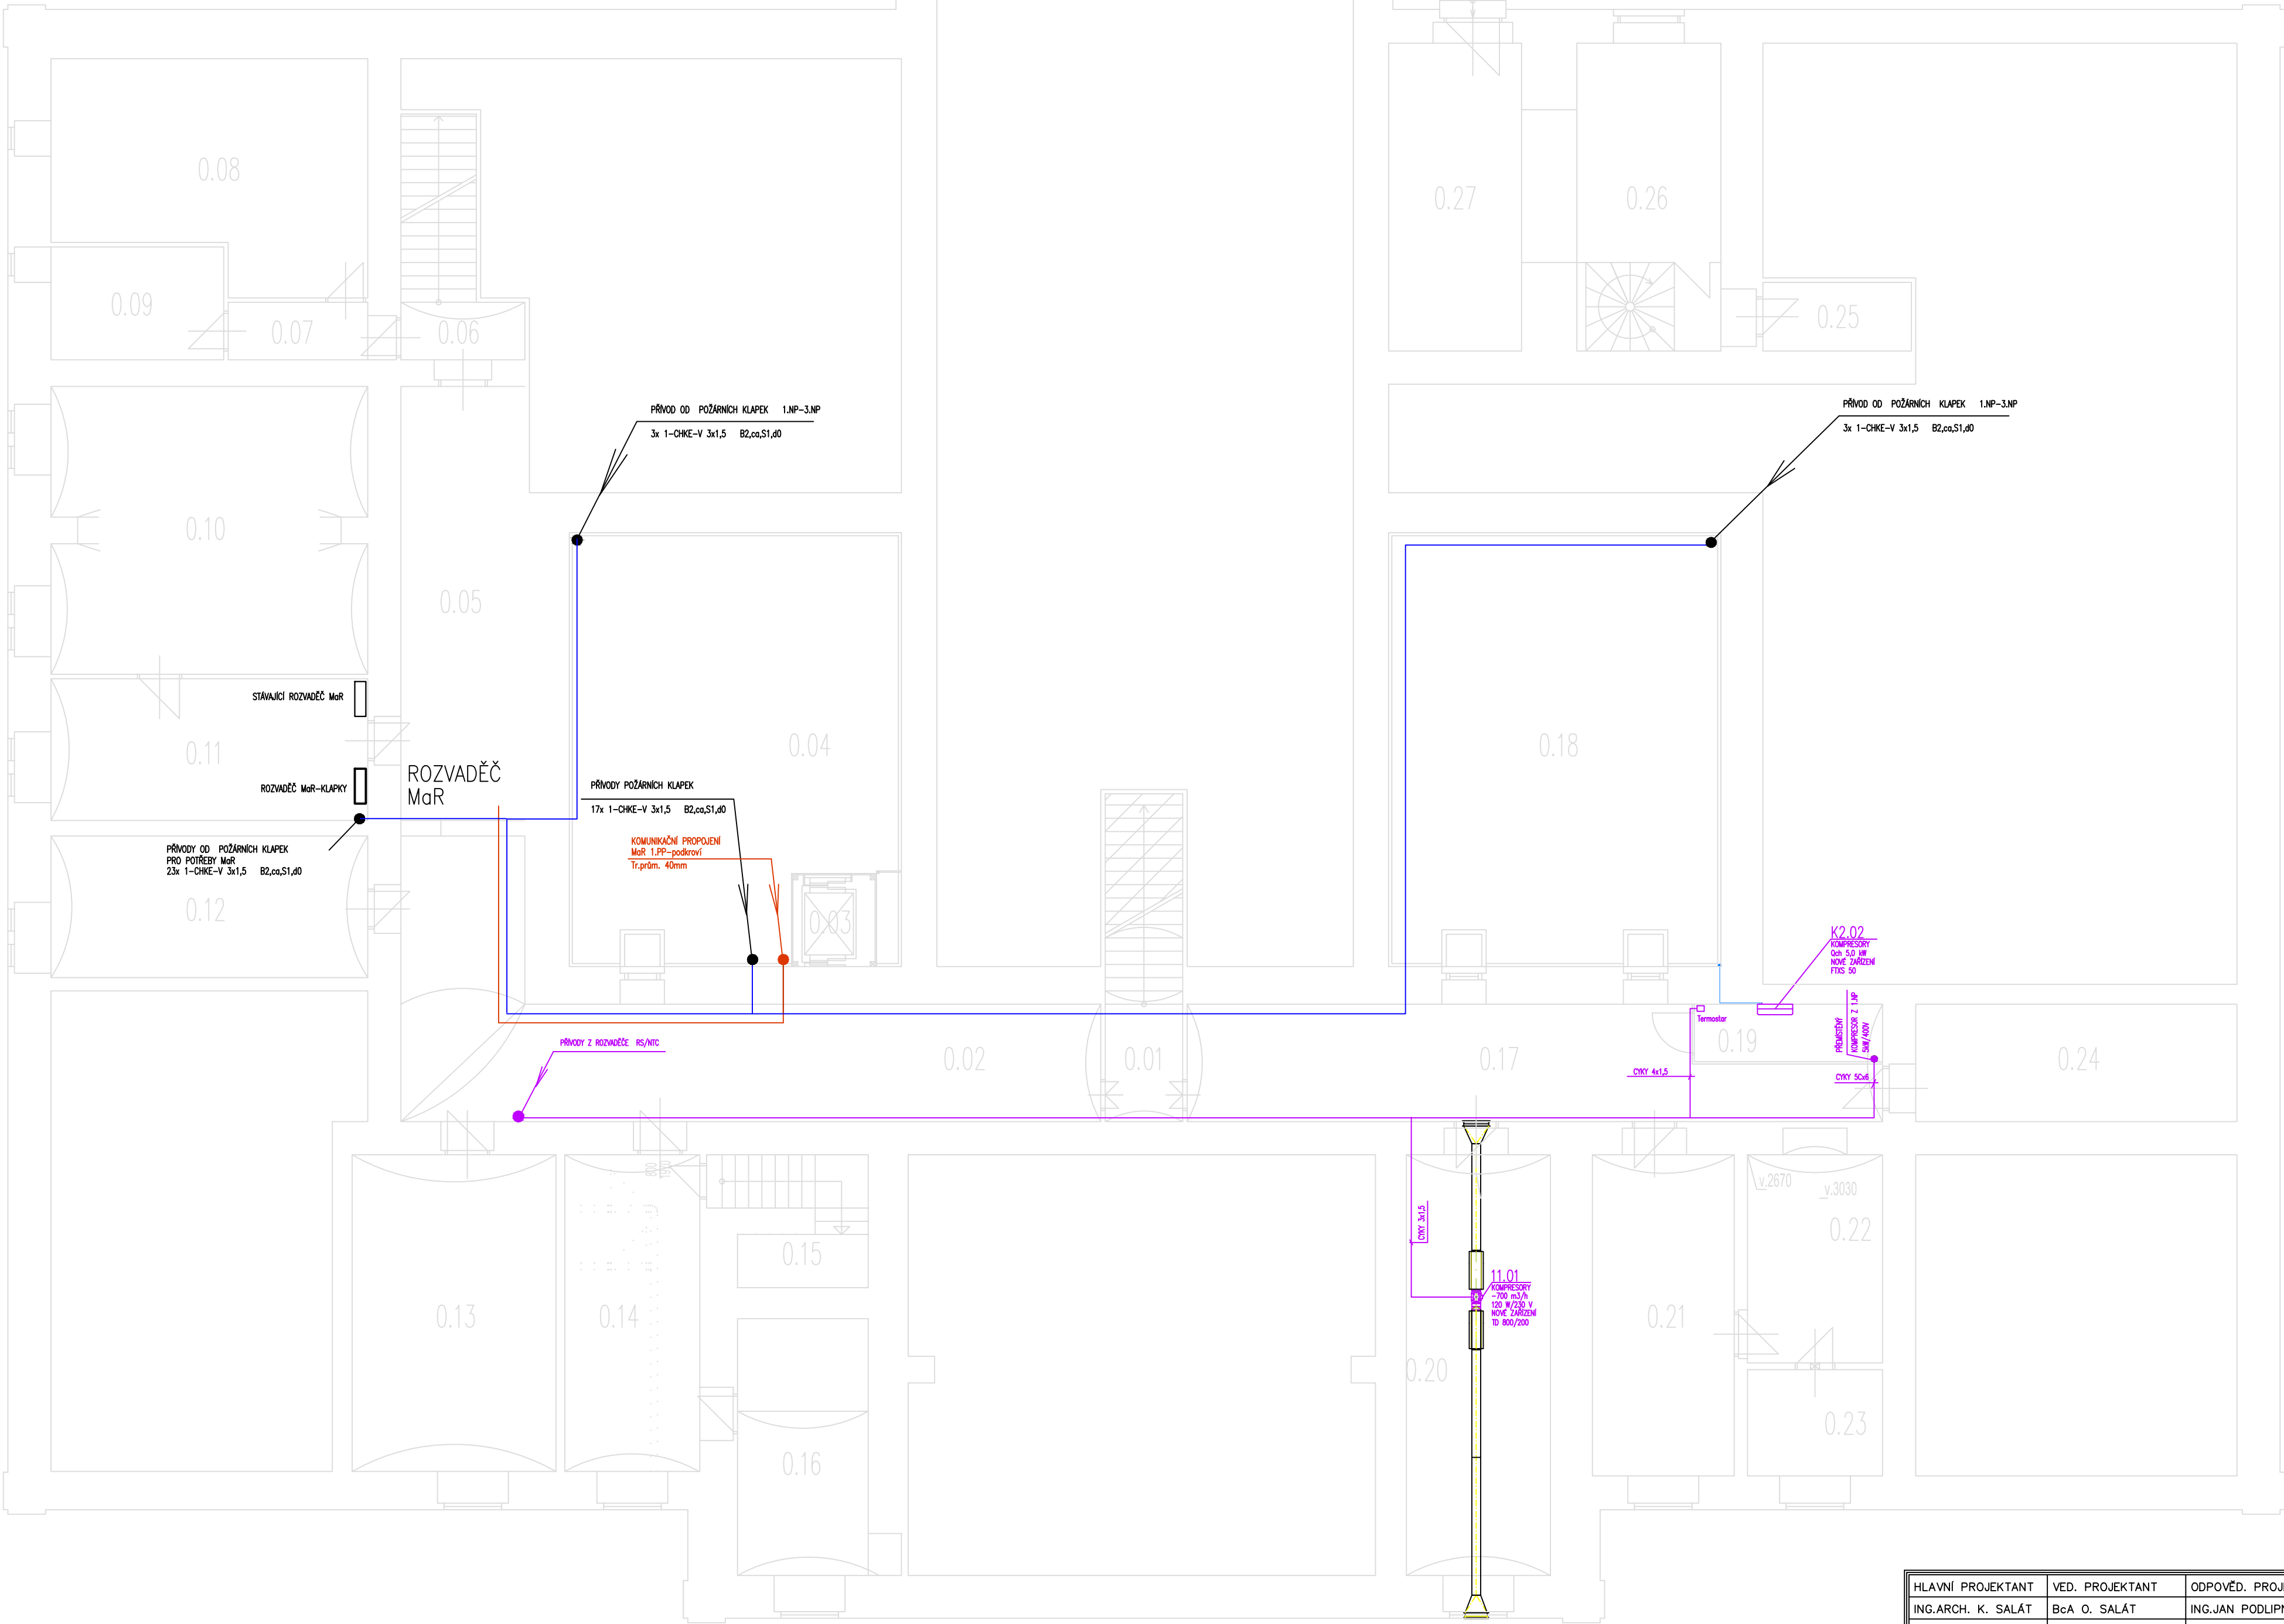 0.08
0.27
0.26
0.09
0.07
0.06
0.25
PŘÍVOD OD POŽÁRNÍCH KLAPEK 1.NP-3.NP
3x 1-CHKE-V 3x1,5 B2,ca,S1,d0
PŘÍVOD OD POŽÁRNÍCH KLAPEK 1.NP-3.NP
3x 1-CHKE-V 3x1,5 B2,ca,S1,d0
0.10
0.05
STÁVAJÍCÍ ROZVADĚČ MaR
0.11
0.04
0.18
ROZVADĚČ
MaR
ROZVADĚČ MaR-KLAPKY
PŘÍVODY POŽÁRNÍCH KLAPEK
17x 1-CHKE-V 3x1,5 B2,ca,S1,d0
KOMUNIKAČNÍ PROPOJENÍ
MaR 1.PP-podkroví
Tr.prům. 40mm
PŘÍVODY OD POŽÁRNÍCH KLAPEK
PRO POTŘEBY MaR
23x 1-CHKE-V 3x1,5 B2,ca,S1,d0
0.12
0.03
K2.02
KOMPRESORY
Qch 5,0 kW
NOVÉ ZAŘÍZENÍ
FTXS 50
Termostar
PŘEMÍSTĚNÝ
KOMPRESOR Z 1.NP
5kW/400V
PŘÍVODY Z ROZVADĚČE RS/NTC
0.02
0.01
0.17
0.19
0.24
CYKY 4x1,5
CYKY 5Cx6
v.2670
v.3030
0.22
CYKY 3x1,5
0.15
11.01
KOMPRESORY
-700 m3/h
120 W/230 V
NOVÉ ZAŘÍZENÍ
TD 800/200
0.13
0.14
0.21
0.20
0.23
0.16
HLAVNÍ PROJEKTANT VED. PROJEKTANT ODPOVĚD. PROJ
ING.ARCH. K. SALÁT BcA O. SALÁT ING.JAN PODLIP